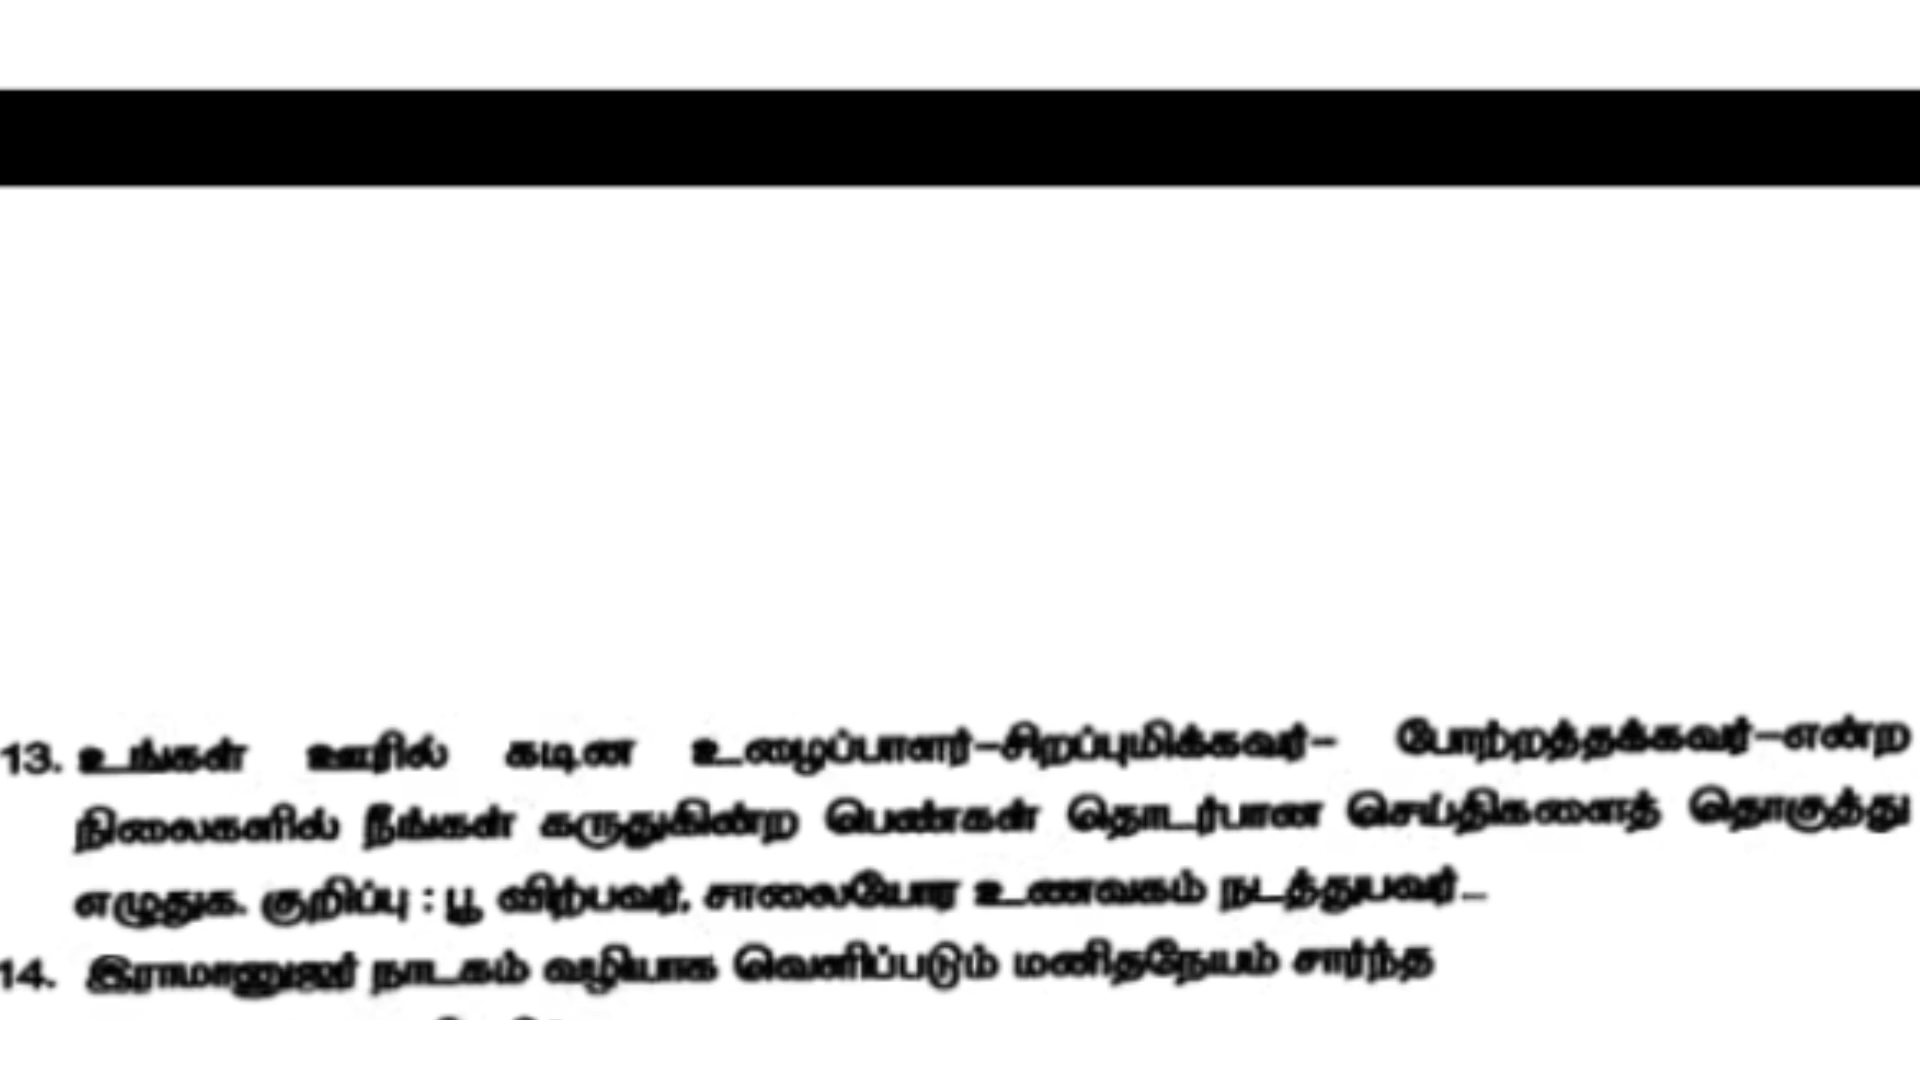 13. உங்கள் ஊரில் கடின உழைப்பாளர்–சிறப்புமிக்கவர்– போற்றத்தக்கவர்–என்ற
நிலைகளில் நீங்கள் கருதுகின்ற பெண்கள் தொடர்பான செய்திகளைத் தொகுத்து
எழுதுக. குறிப்பு : பூ விற்பவர், சாலையோர உணவகம் நடத்துபவர்...
14. இராமானுஜர் நாடகம் வழியாக வெளிப்படும் மனிதநேயம் சார்ந்த